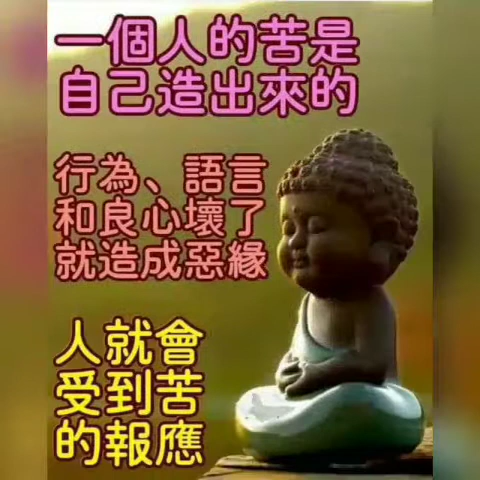 一個人的苦是
自己造出來的
行為、語言
和良心壞了
就造成惡緣
人就會
受到苦
的報應